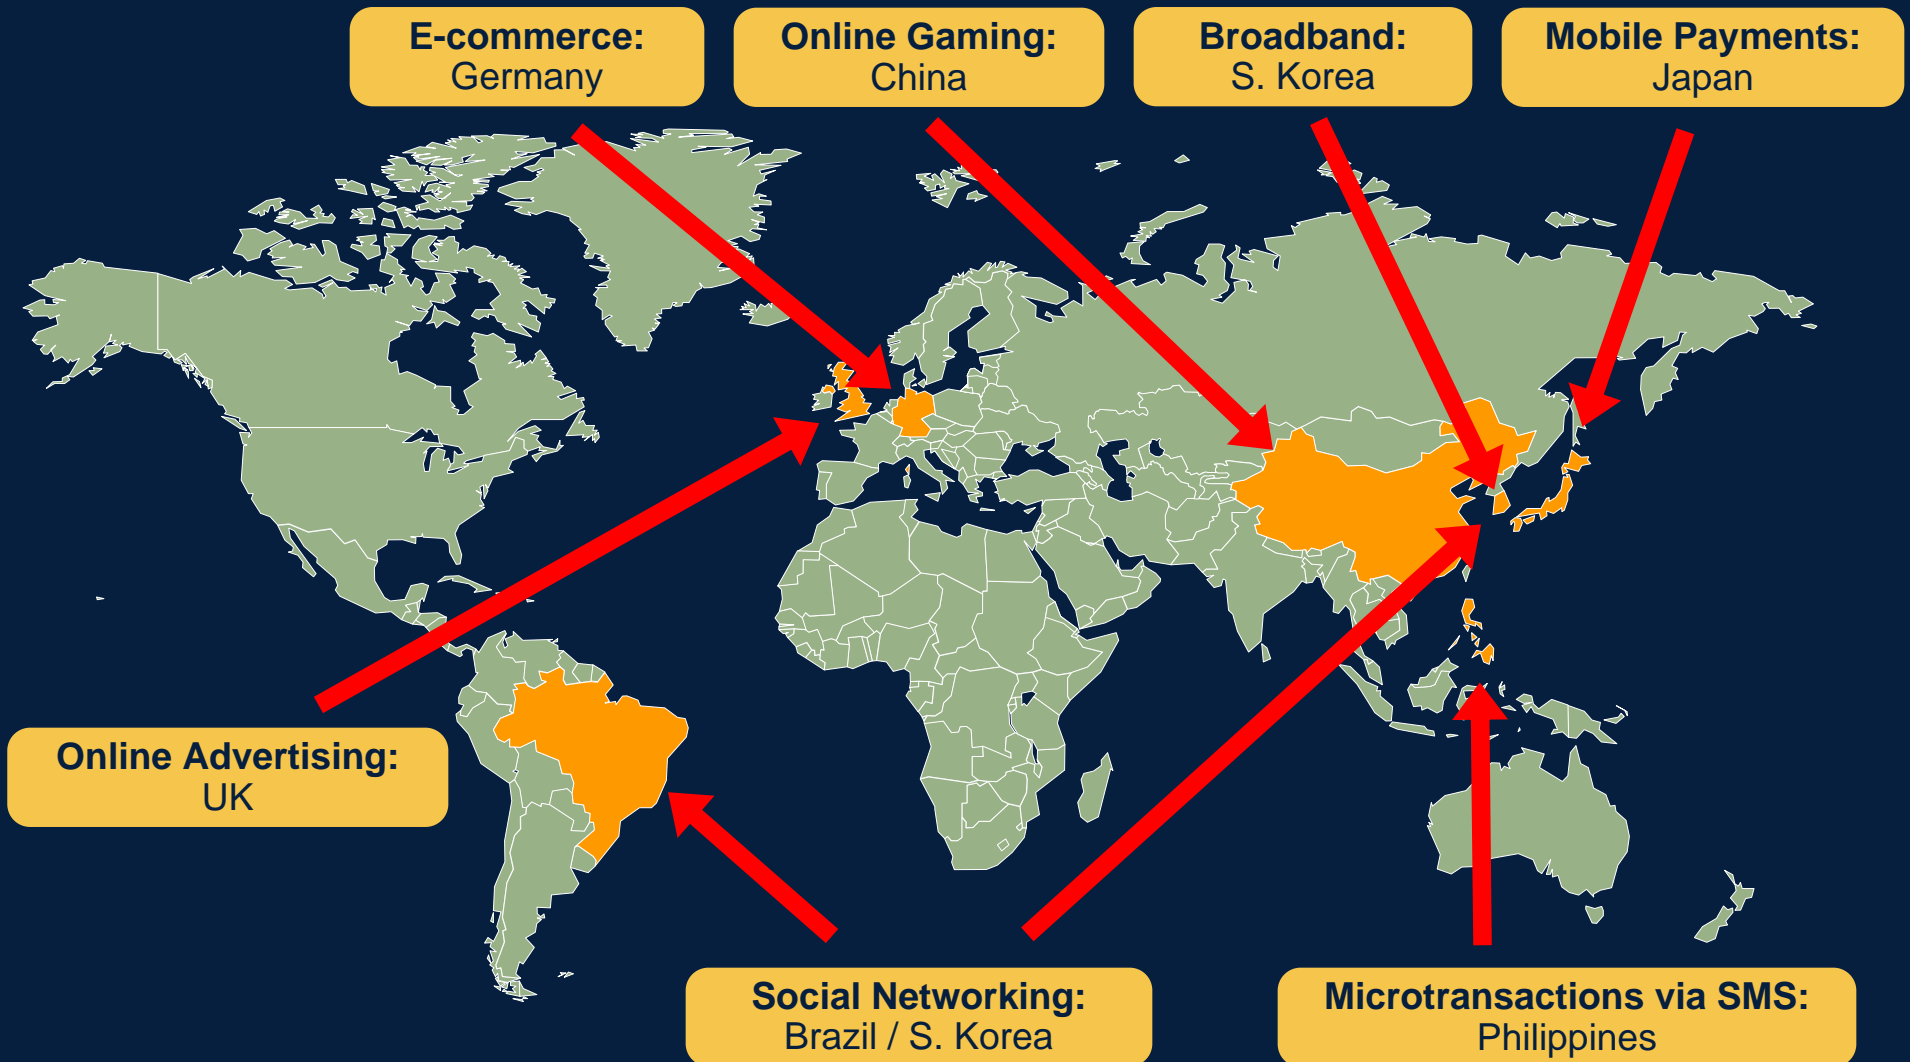 E-commerce:
Germany
Online Gaming:
China
Broadband:
S. Korea
Mobile Payments:
Japan
Online Advertising:
UK
Social Networking:
Brazil / S. Korea
Microtransactions via SMS:
Philippines